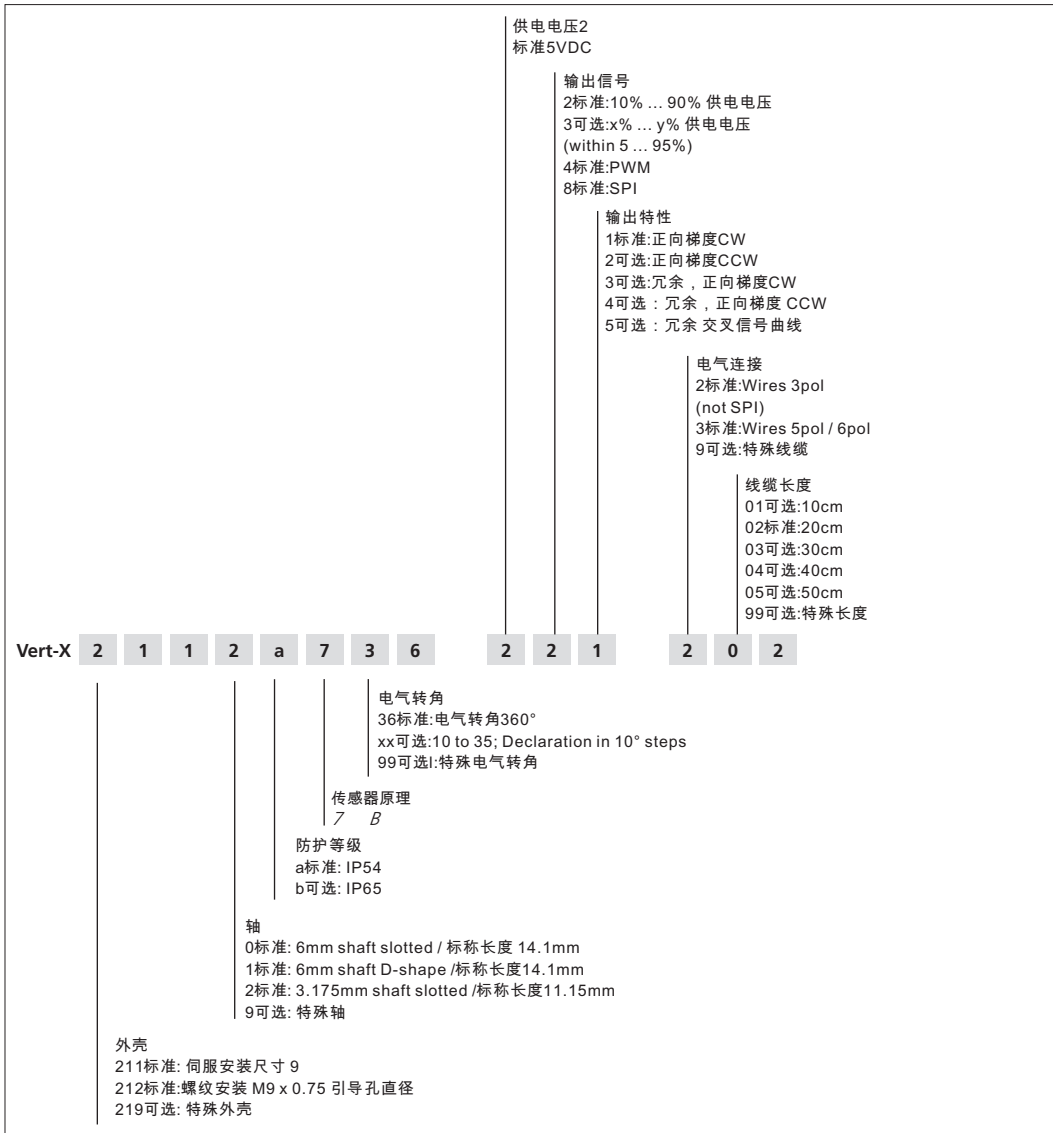 供电电压2
标准5VDC
输出信号
2标准:10% ... 90% 供电电压
3可选:x% ... y% 供电电压
(within 5 ... 95%)
4标准:PWM
8标准:SPI
输出特性
1标准:正向梯度CW
2可选:正向梯度CCW
3可选:冗余，正向梯度CW
4可选：冗余，正向梯度 CCW
5可选：冗余 交叉信号曲线
电气连接
2标准:Wires 3pol
(not SPI)
3标准:Wires 5pol / 6pol
9可选:特殊线缆
线缆长度
01可选:10cm
02标准:20cm
03可选:30cm
04可选:40cm
05可选:50cm
99可选:特殊长度
Vert-X 2 1 1 2 a 7 3 6 2 2 1 2 0 2
电气转角
36标准:电气转角360°
xx可选:10 to 35; Declaration in 10° steps
99可选l:特殊电气转角
传感器原理
7 B
防护等级
a标准: IP54
b可选: IP65
轴
0标准: 6mm shaft slotted / 标称长度 14.1mm
1标准: 6mm shaft D-shape /标称长度14.1mm
2标准: 3.175mm shaft slotted /标称长度11.15mm
9可选: 特殊轴
外壳
211标准: 伺服安装尺寸 9
212标准:螺纹安装 M9 x 0.75 引导孔直径
219可选: 特殊外壳